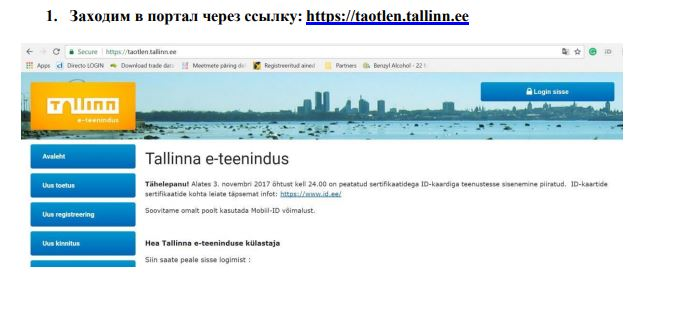 1. Заходим в портал через ссылку: https://taotlen.tallinn.ee
Secure https://taotlen.tallinn.ee
Apps Directo LOGIN Download trade data Meetmete päring Registreeritud ained Partners Benzyl Alcohol - 22
Tallinn
e-teenindus
Login sisse
Avaleht
Uus toetus
Uus registreering
Uus kinnitus
Tallinna e-teenindus
Tähelepanu! Alates 3. novembri 2017 õhtust kell 24.00 on peatatud sertifikaatidega ID-kaardiga teenustesse sisenemine piiratud. ID-kaartide
sertifikaatide kohta leiate täpsemat infot: https://www.id.ee/
Soovitame omalt poolt kasutada Mobiil-ID võimalust.
Hea Tallinna e-teeninduse külastaja
Siin saate peale sisse logimist :